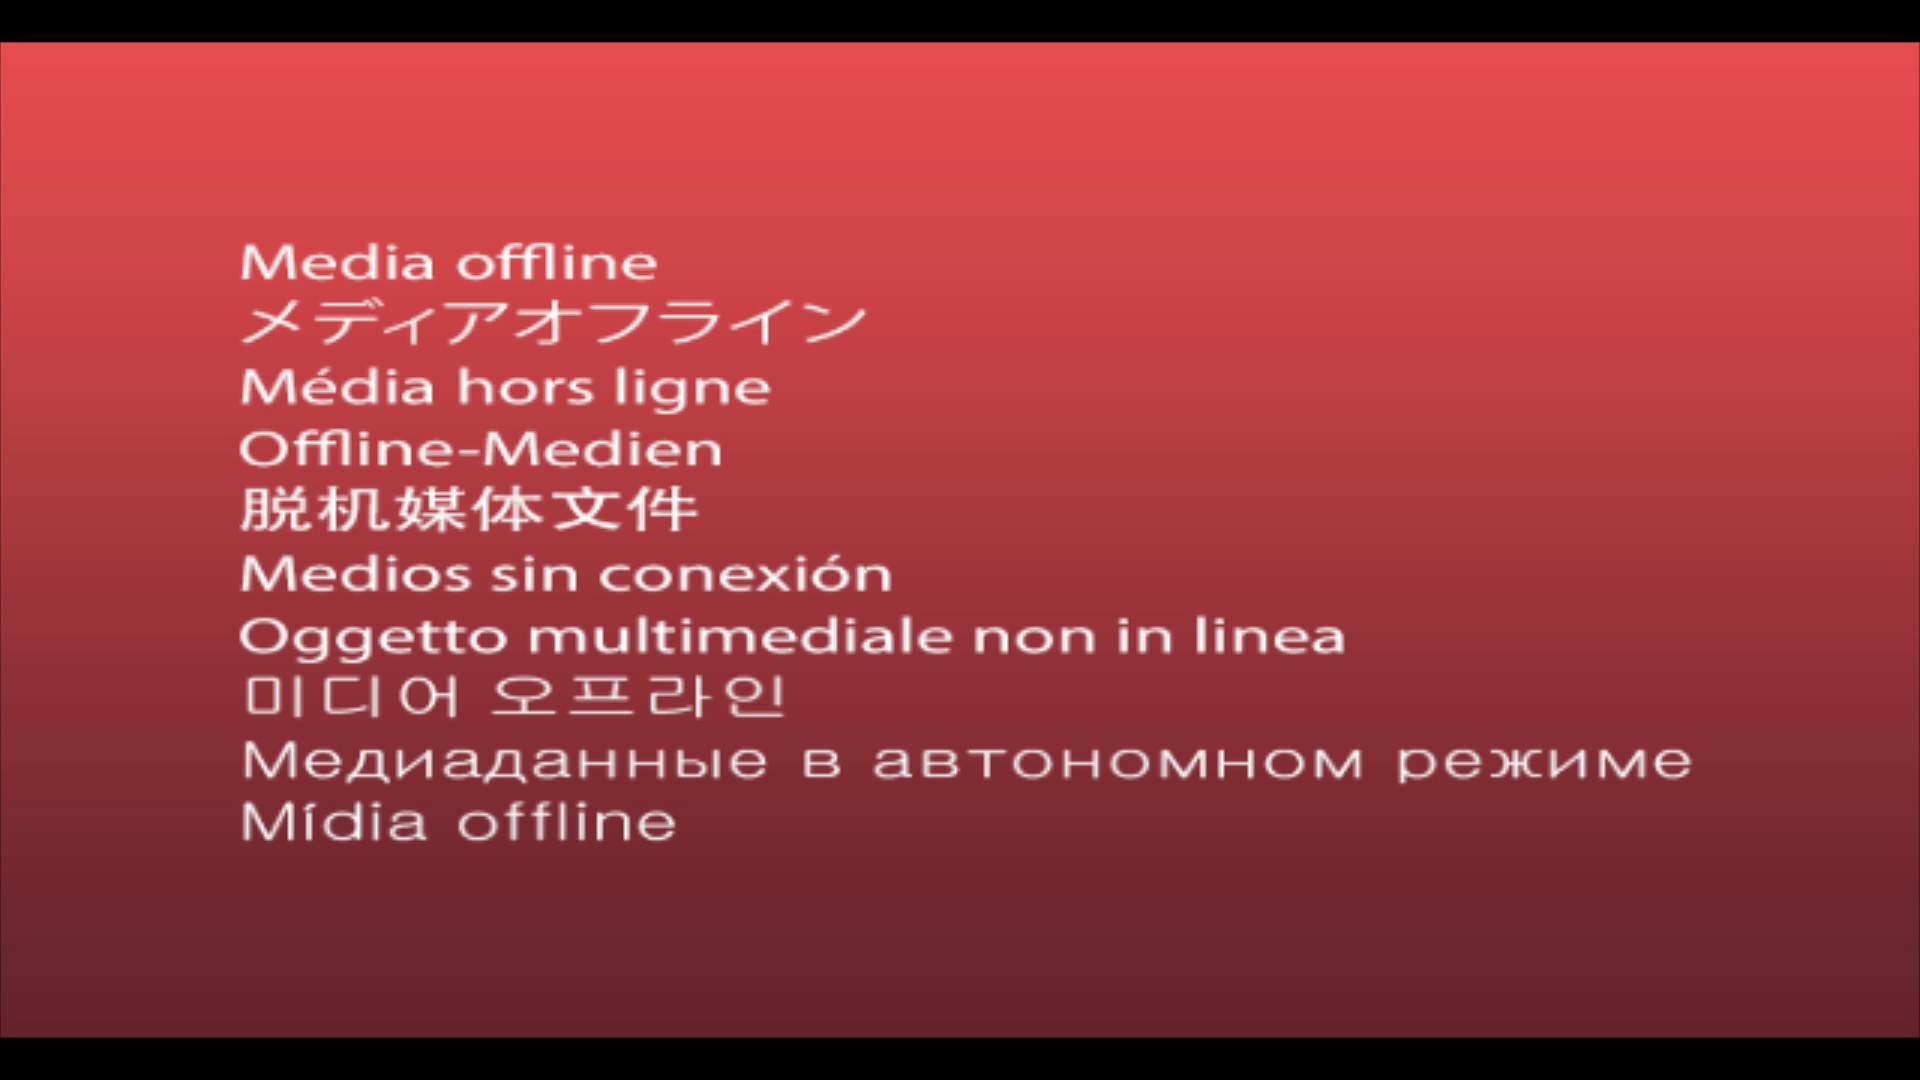 Media offline
メディアオフライン
Média hors ligne
Offline-Medien
脱机媒体文件
Medios sin conexión
Oggetto multimediale non in linea
미디어 오프라인
Медиаданные в автономном режиме
Mídia offline